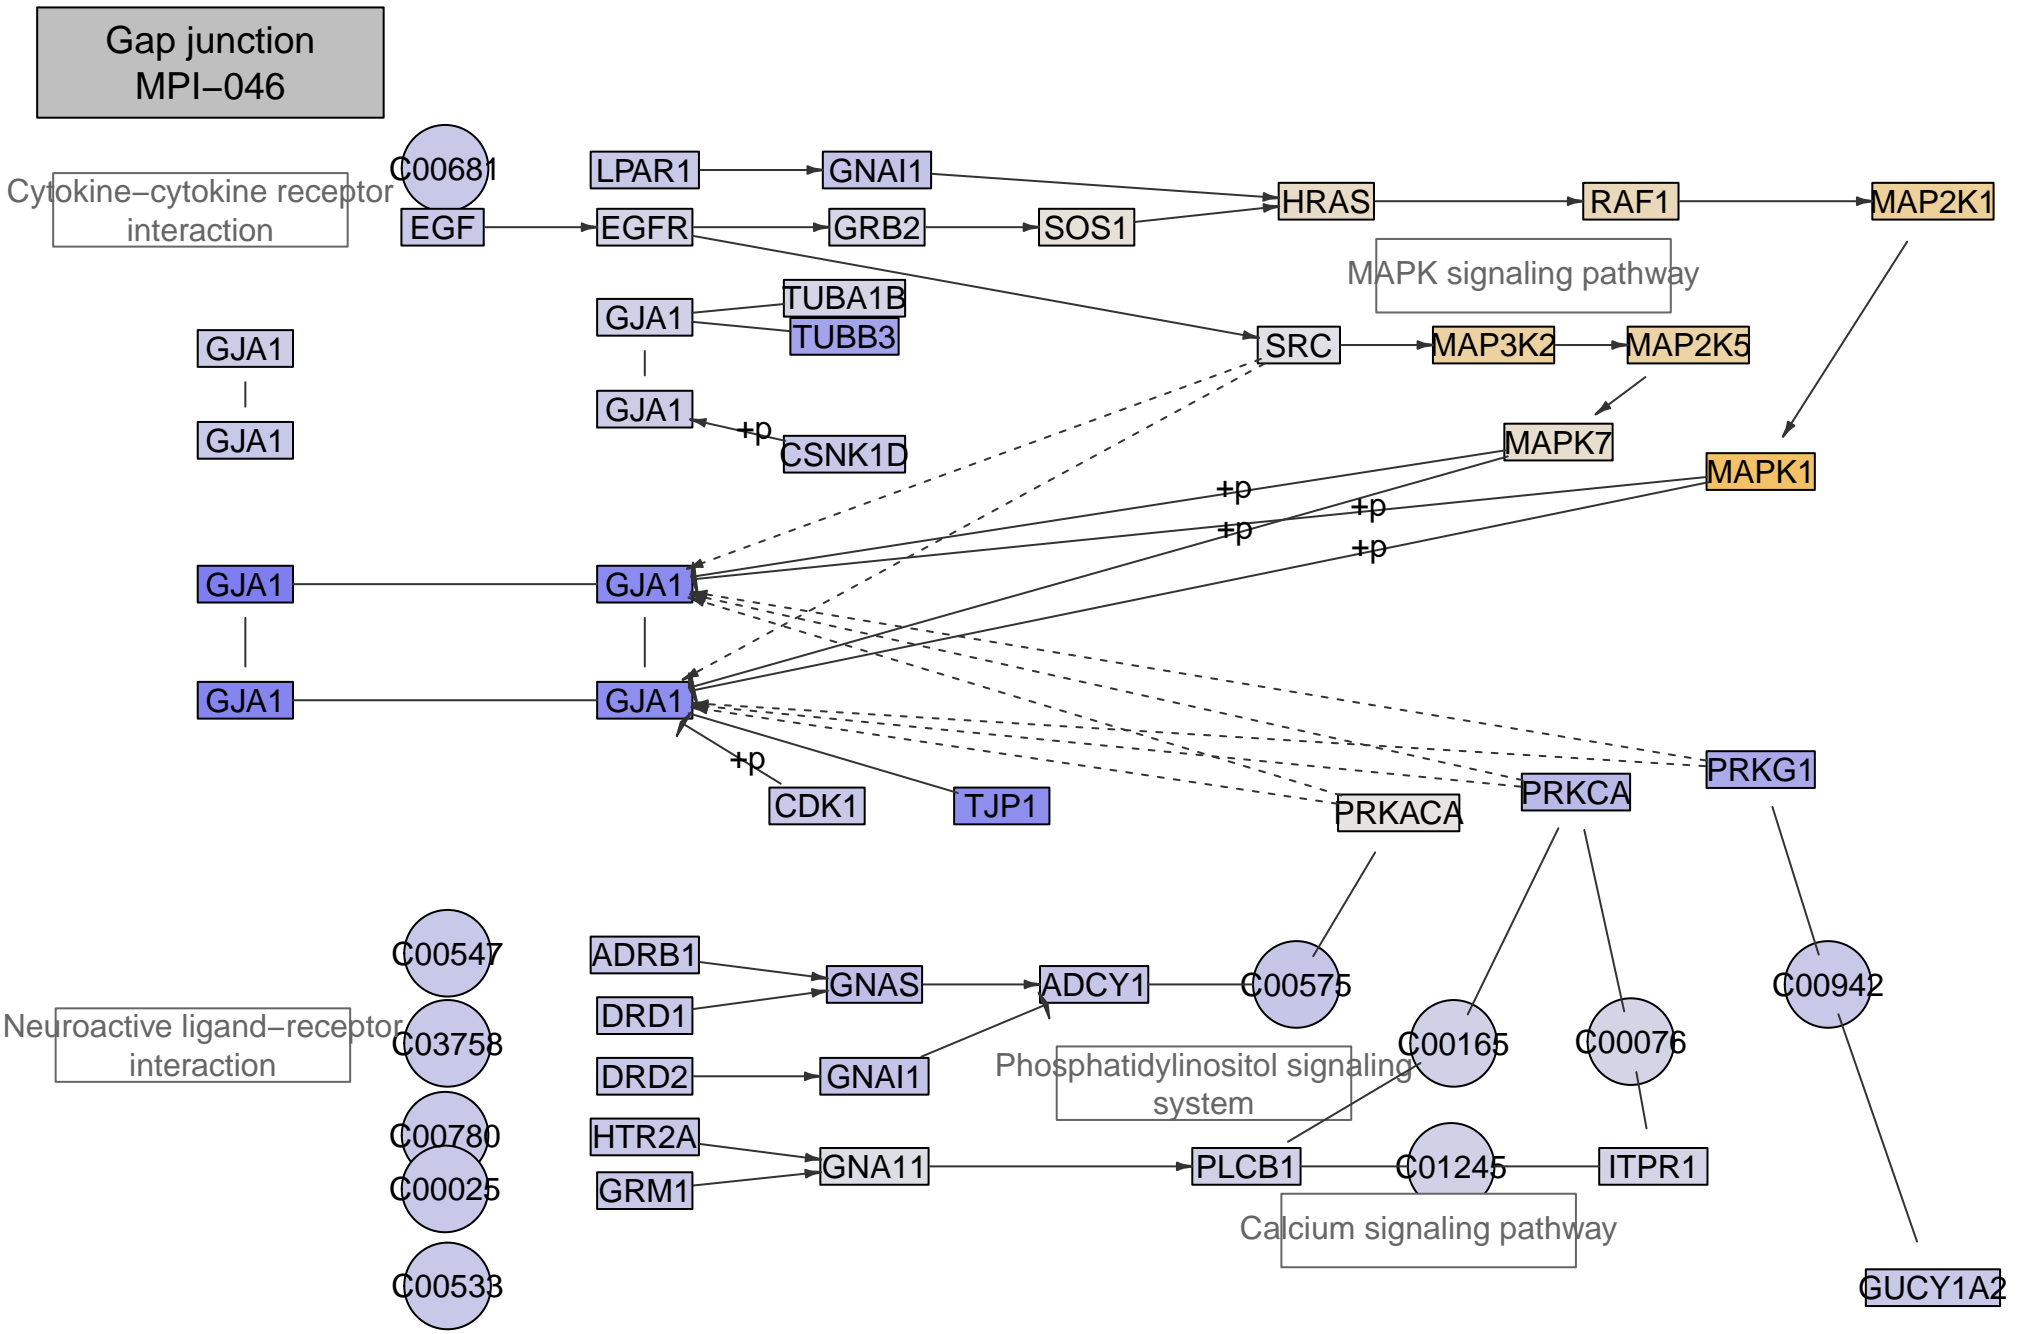 Gap junction
MPI−046
C00681
LPAR1
GNAI1
Cytokine−cytokine receptor
interaction
EGF
EGFR
GRB2
SOS1
HRAS
RAF1
MAP2K1
MAPK signaling pathway
GJA1
TUBA1B
TUBB3
GJA1
SRC
MAP3K2
MAP2K5
GJA1
+p
CSNK1D
GJA1
MAPK7
MAPK1
+p
+p
+p
+p
GJA1
GJA1
GJA1
GJA1
+p
CDK1
TJP1
PRKACA
PRKCA
PRKG1
C00547
ADRB1
GNAS
ADCY1
C00575
C00942
DRD1
Neuroactive ligand−receptor
interaction
C03758
C00165
C00076
DRD2
GNAI1
Phosphatidylinositol signaling
system
C00780
HTR2A
GNA11
PLCB1
C01245
ITPR1
C00025
GRM1
Calcium signaling pathway
C00533
GUCY1A2